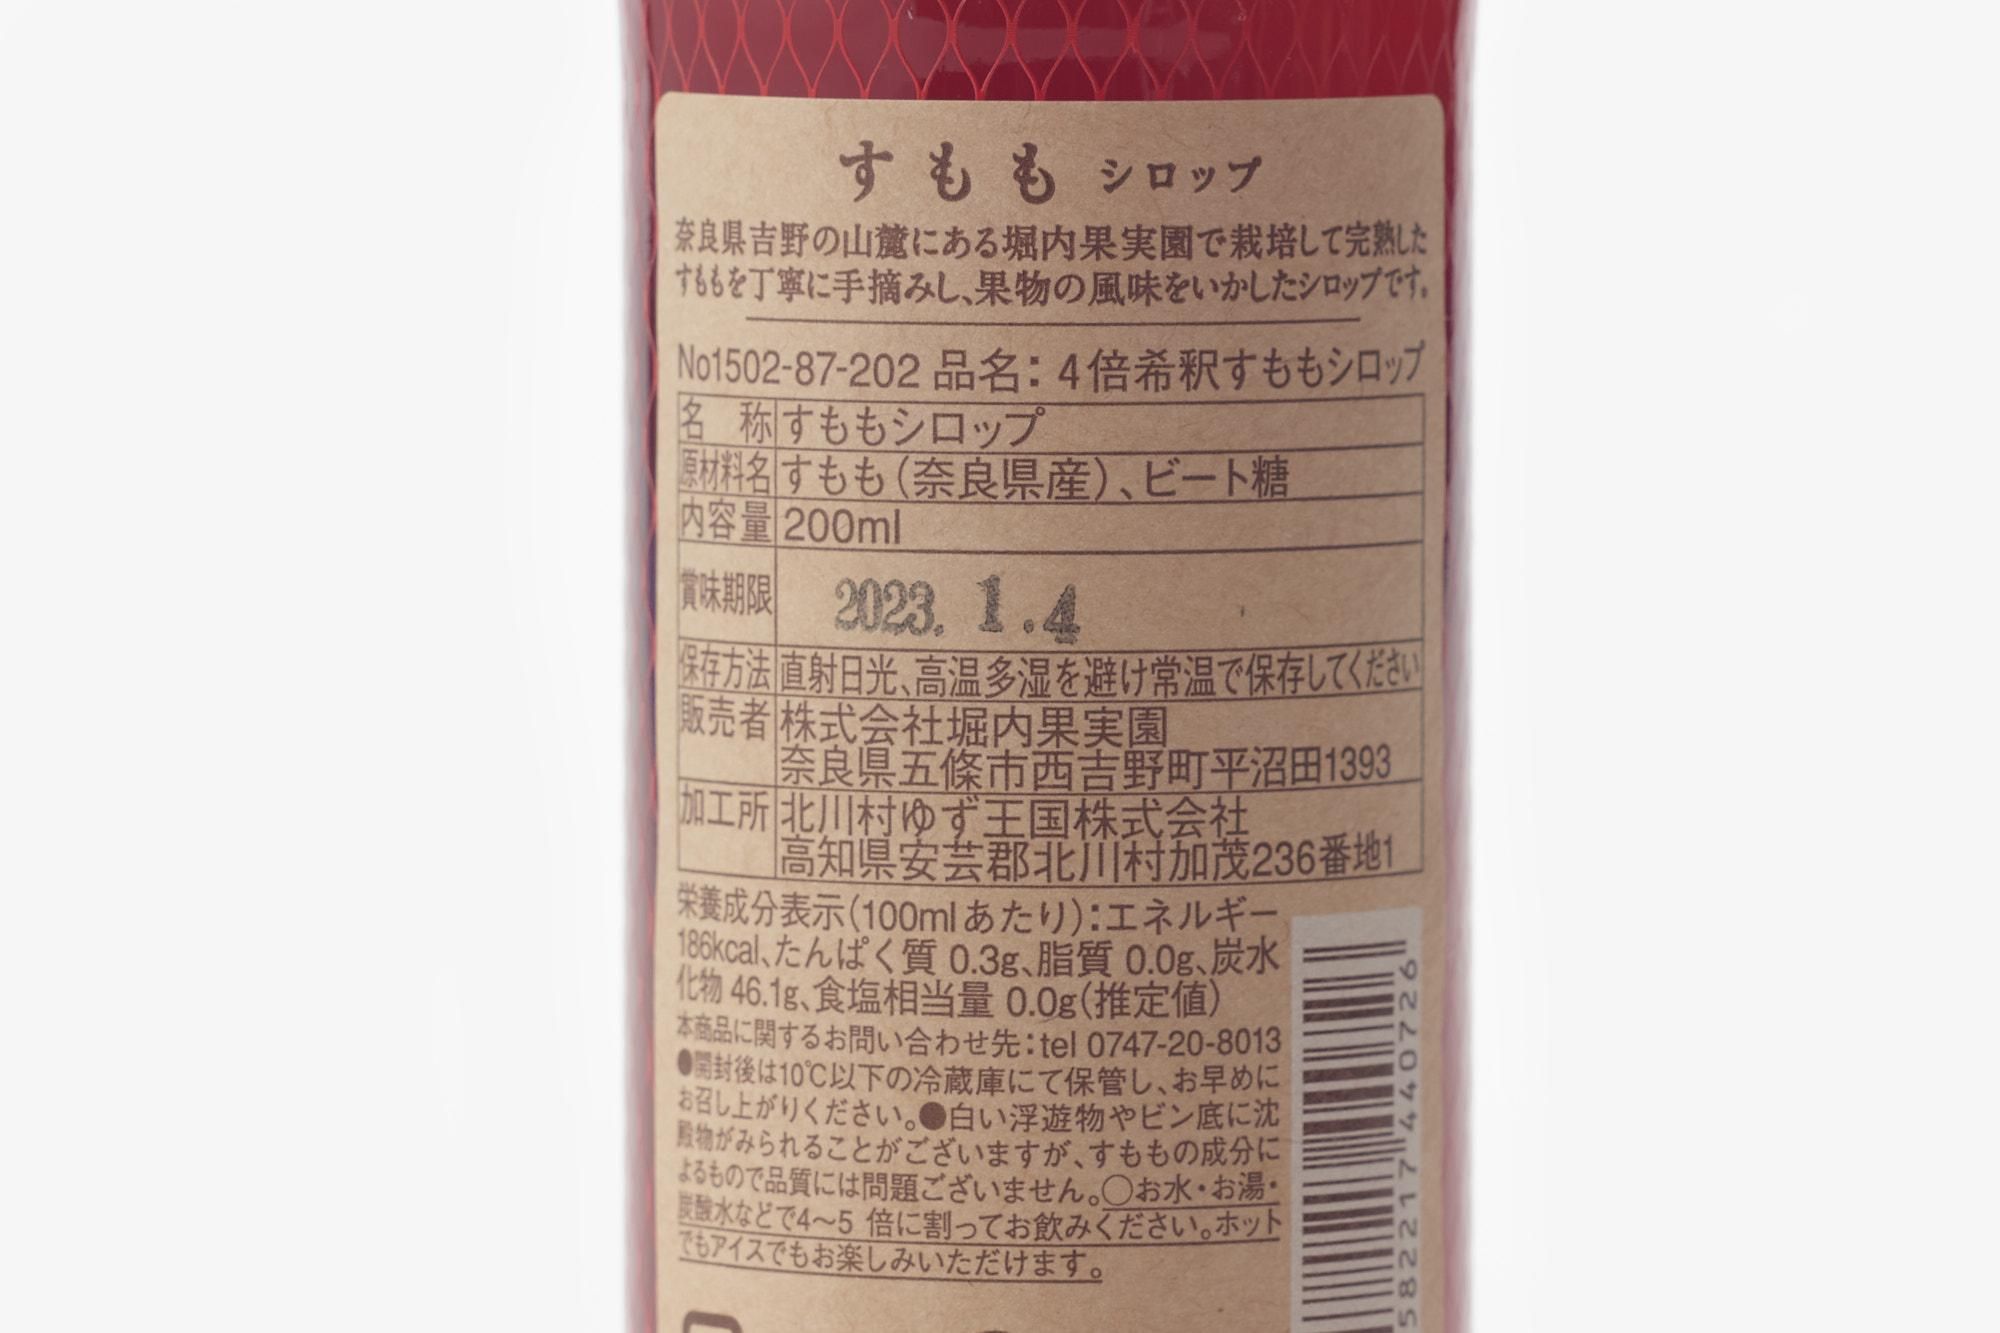 すもも シロップ
奈良県吉野の山麓にある堀内果実園で栽培して完熟した
すももを丁寧に手摘みし、果物の風味をいかしたシロップです。
No1502-87-202 品名：4倍希釈すももシロップ
名　称 すももシロップ
原材料名 すもも（奈良県産）、ビート糖
内容量 200ml
賞味期限 2023. 1.4
保存方法 直射日光、高温多湿を避け常温で保存してください
販売者 株式会社堀内果実園
奈良県五條市西吉野町平沼田1393
加工所 北川村ゆず王国株式会社
高知県安芸郡北川村加茂236番地1
栄養成分表示（100mlあたり）：エネルギー
186kcal、たんぱく質 0.3g、脂質 0.0g、炭水
化物 46.1g、食塩相当量 0.0g（推定値）
本商品に関するお問い合わせ先：tel 0747-20-8013
●開封後は10℃以下の冷蔵庫にて保管し、お早めに
お召し上がりください。●白い浮遊物やビン底に沈
殿物がみられることがございますが、すももの成分に
よるもので品質には問題ございません。○お水・お湯・
炭酸水などで4〜5 倍に割ってお飲みください。ホット
でもアイスでもお楽しみいただけます。
582217440726